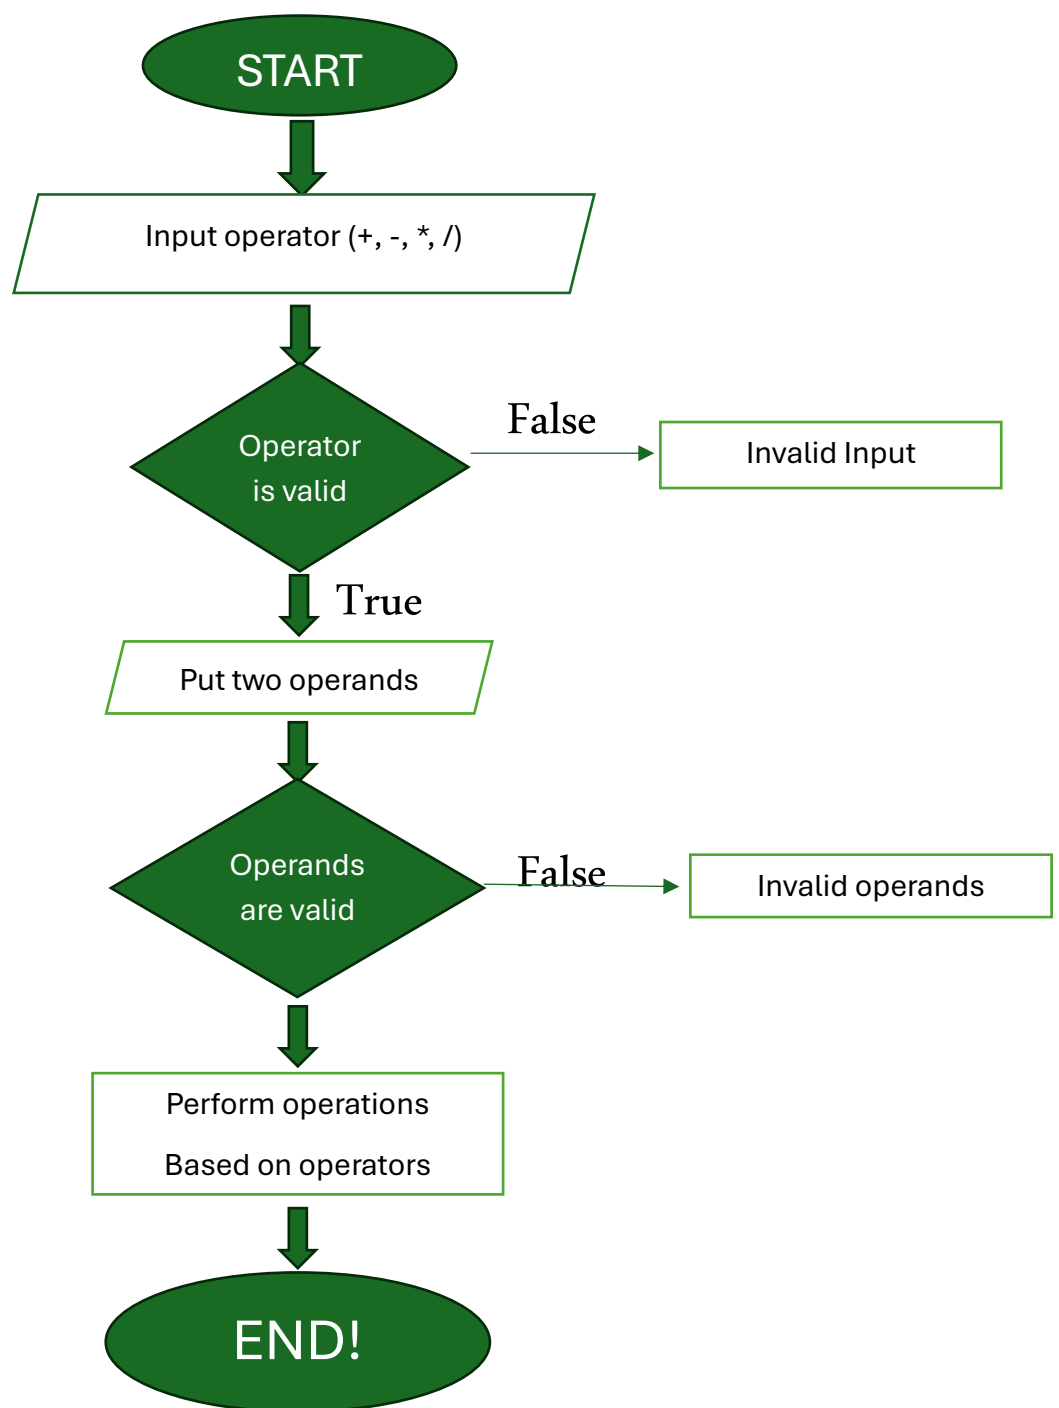 START
Input operator (+, -, *, /)
Operator
is valid
False
Invalid Input
True
Put two operands
Operands
are valid
False
Invalid operands
Perform operations
Based on operators
END!